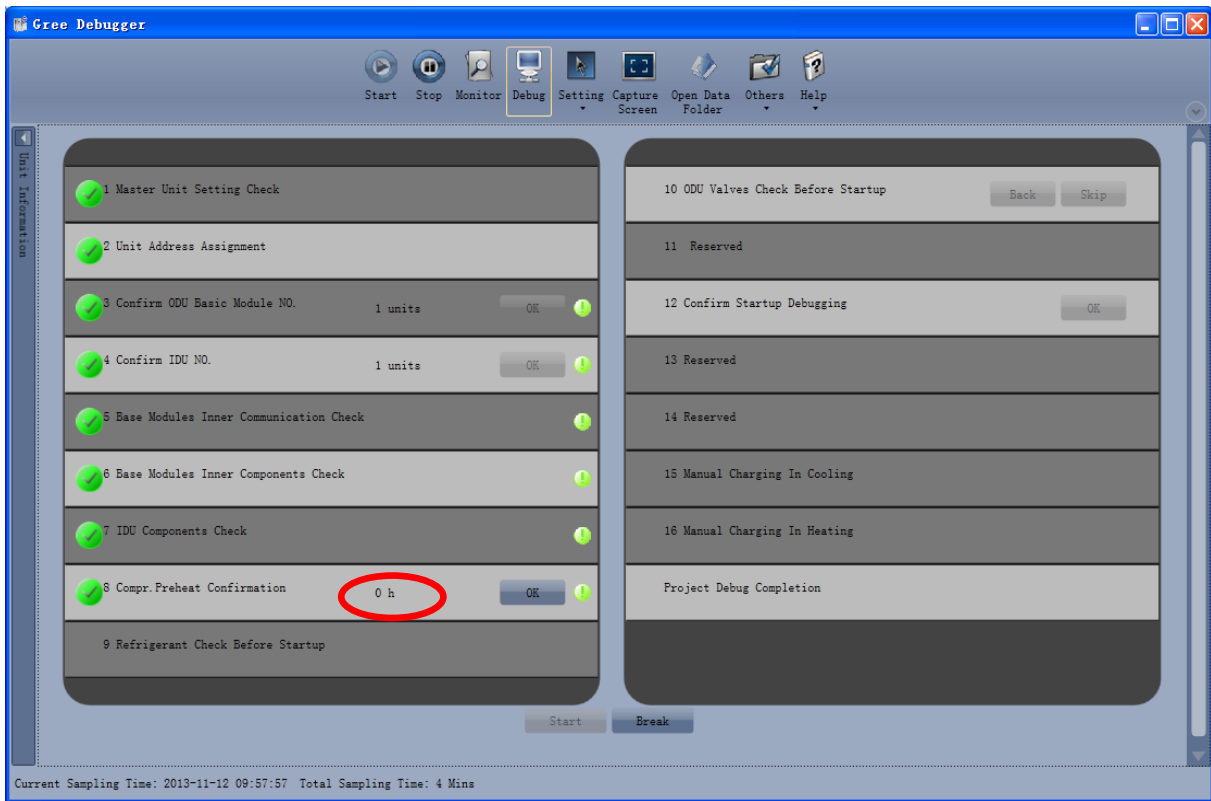 Gree Debugger
Start Stop Monitor Debug Setting Capture Screen Open Data Folder Others Help
Unit Information
1 Master Unit Setting Check
2 Unit Address Assignment
3 Confirm ODU Basic Module NO. 1 units OK
4 Confirm IDU NO. 1 units OK
5 Base Modules Inner Communication Check
6 Base Modules Inner Components Check
7 IDU Components Check
8 Compr.Preheat Confirmation 0 h OK
9 Refrigerant Check Before Startup
10 ODU Valves Check Before Startup Back Skip
11 Reserved
12 Confirm Startup Debugging OK
13 Reserved
14 Reserved
15 Manual Charging In Cooling
16 Manual Charging In Heating
Project Debug Completion
Start Break
Current Sampling Time: 2013-11-12 09:57:57 Total Sampling Time: 4 Mins